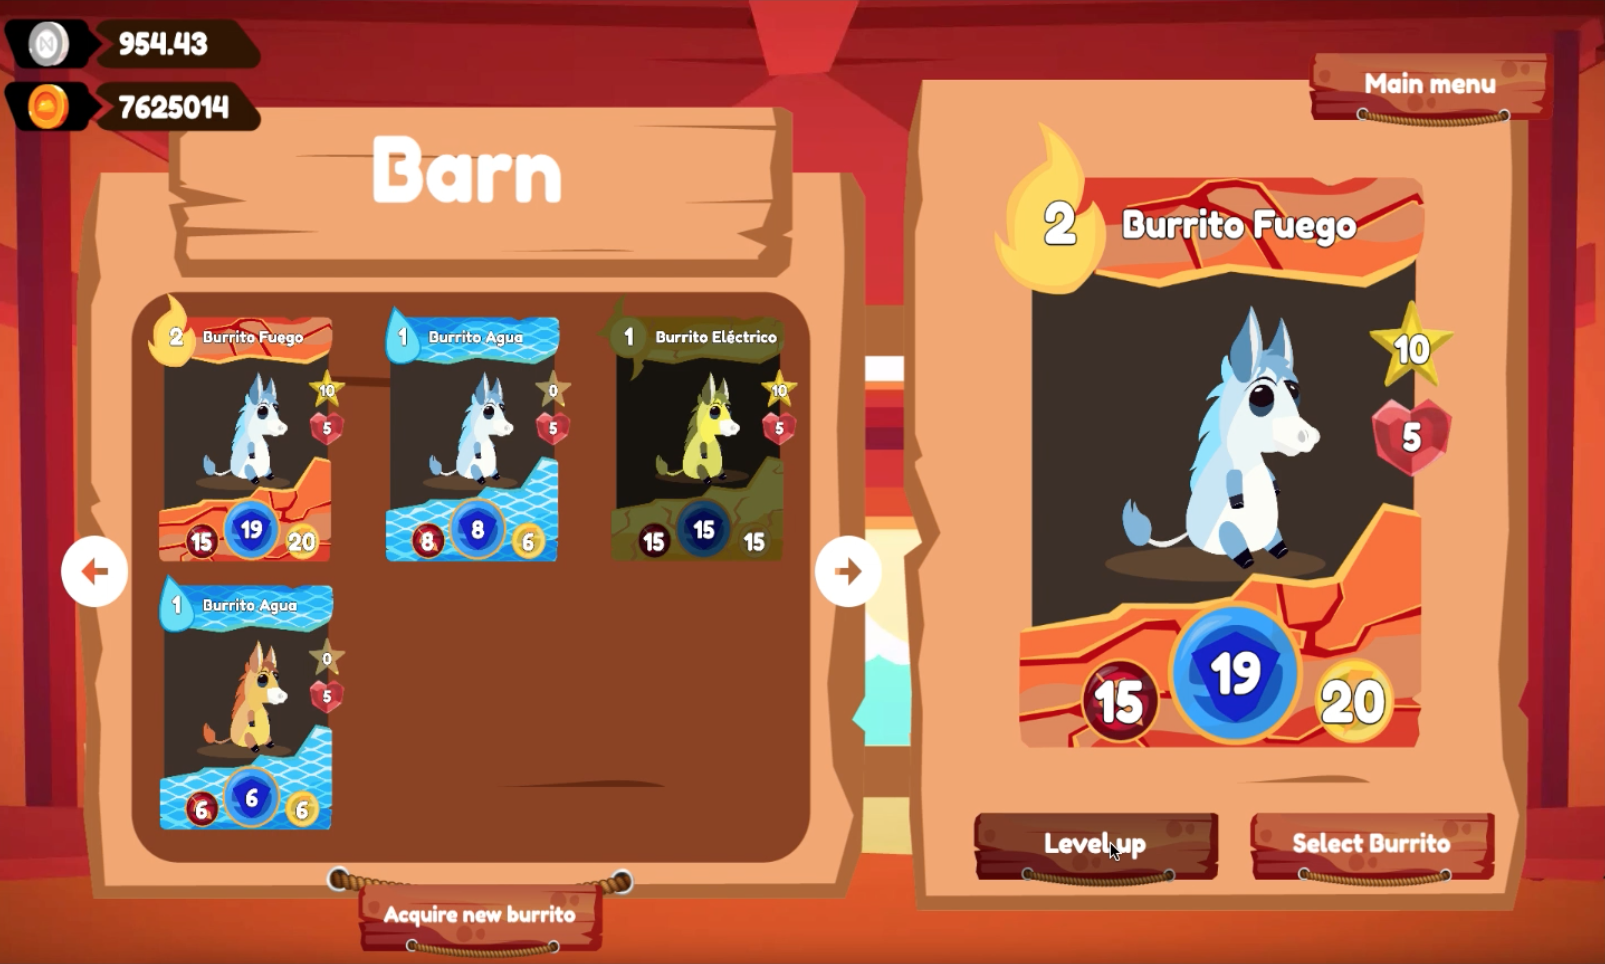 954.43
7625014
Main menu
Barn
2 Burrito Fuego
10
5
15 19 20
1 Burrito Agua
0
5
8 8 6
1 Burrito Eléctrico
10
5
15 15 15
1 Burrito Agua
0
5
6 6 6
Acquire new burrito
2 Burrito Fuego
10
5
15 19 20
Level up
Select Burrito